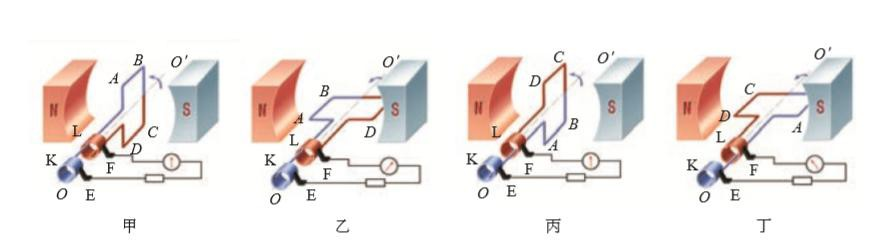 B O' A N S L C D K F E O
B O' A N S L D K F E O
C O' D N S L B A K F E O
O' C N S D A L K F E O
甲 乙 丙 丁